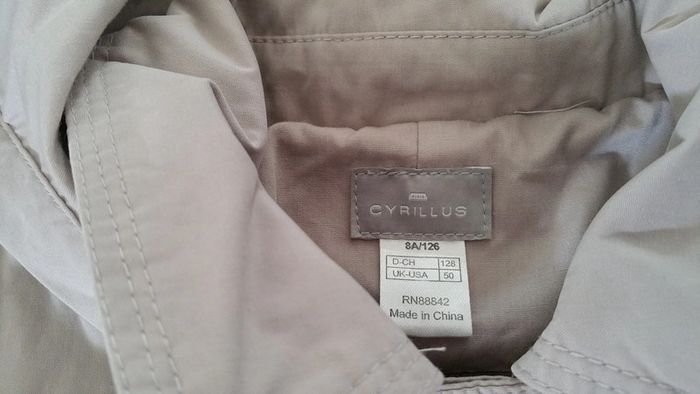 CYRILLUS
8A/126
D-CH 128
UK-USA 50
RN88842
Made in China